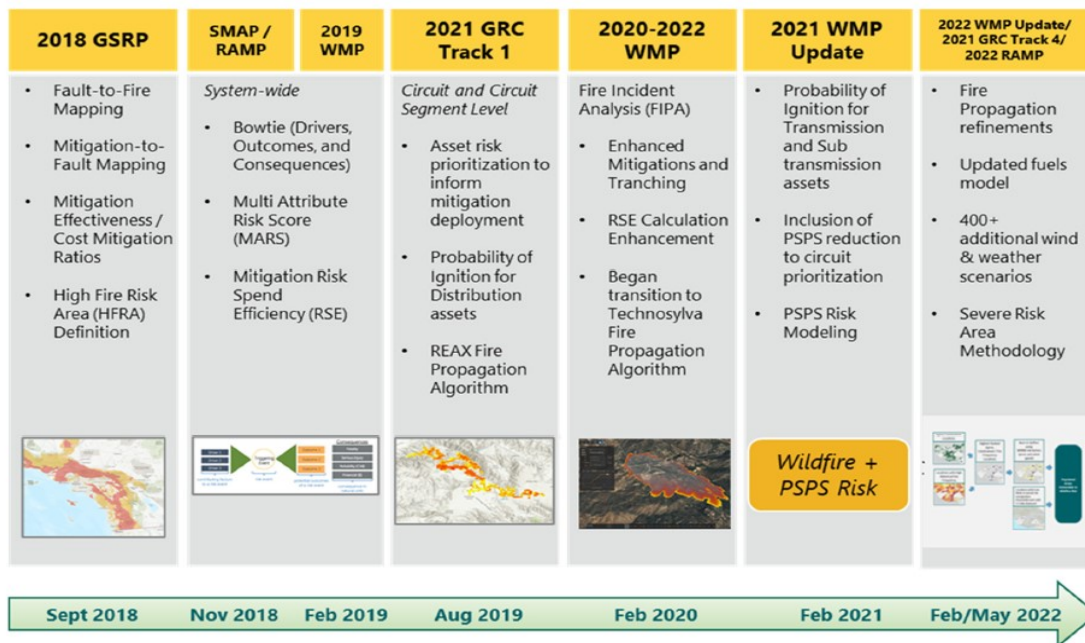 2018 GSRP
SMAP /
RAMP
2019
WMP
2021 GRC
Track 1
2020-2022
WMP
2021 WMP
Update
2022 WMP Update/
2021 GRC Track 4/
2022 RAMP
• Fault-to-Fire
Mapping
• Mitigation-to-
Fault Mapping
• Mitigation
Effectiveness /
Cost Mitigation
Ratios
• High Fire Risk
Area (HFRA)
Definition
System-wide
• Bowtie (Drivers,
Outcomes, and
Consequences)
• Multi Attribute
Risk Score
(MARS)
• Mitigation Risk
Spend
Efficiency (RSE)
Circuit and Circuit
Segment Level
• Asset risk
prioritization to
inform
mitigation
deployment
• Probability of
Ignition for
Distribution
assets
• REAX Fire
Propagation
Algorithm
Fire Incident
Analysis (FIPA)
• Enhanced
Mitigations and
Tranching
• RSE Calculation
Enhancement
• Began
transition to
Technosylva
Fire
Propagation
Algorithm
• Probability of
Ignition for
Transmission
and Sub
transmission
assets
• Inclusion of
PSPS reduction
to circuit
prioritization
• PSPS Risk
Modeling
• Fire
Propagation
refinements
• Updated fuels
model
• 400+
additional wind
& weather
scenarios
• Severe Risk
Area
Methodology
Consequences
Triggering
Event
Wildfire +
PSPS Risk
Sept 2018
Nov 2018
Feb 2019
Aug 2019
Feb 2020
Feb 2021
Feb/May 2022